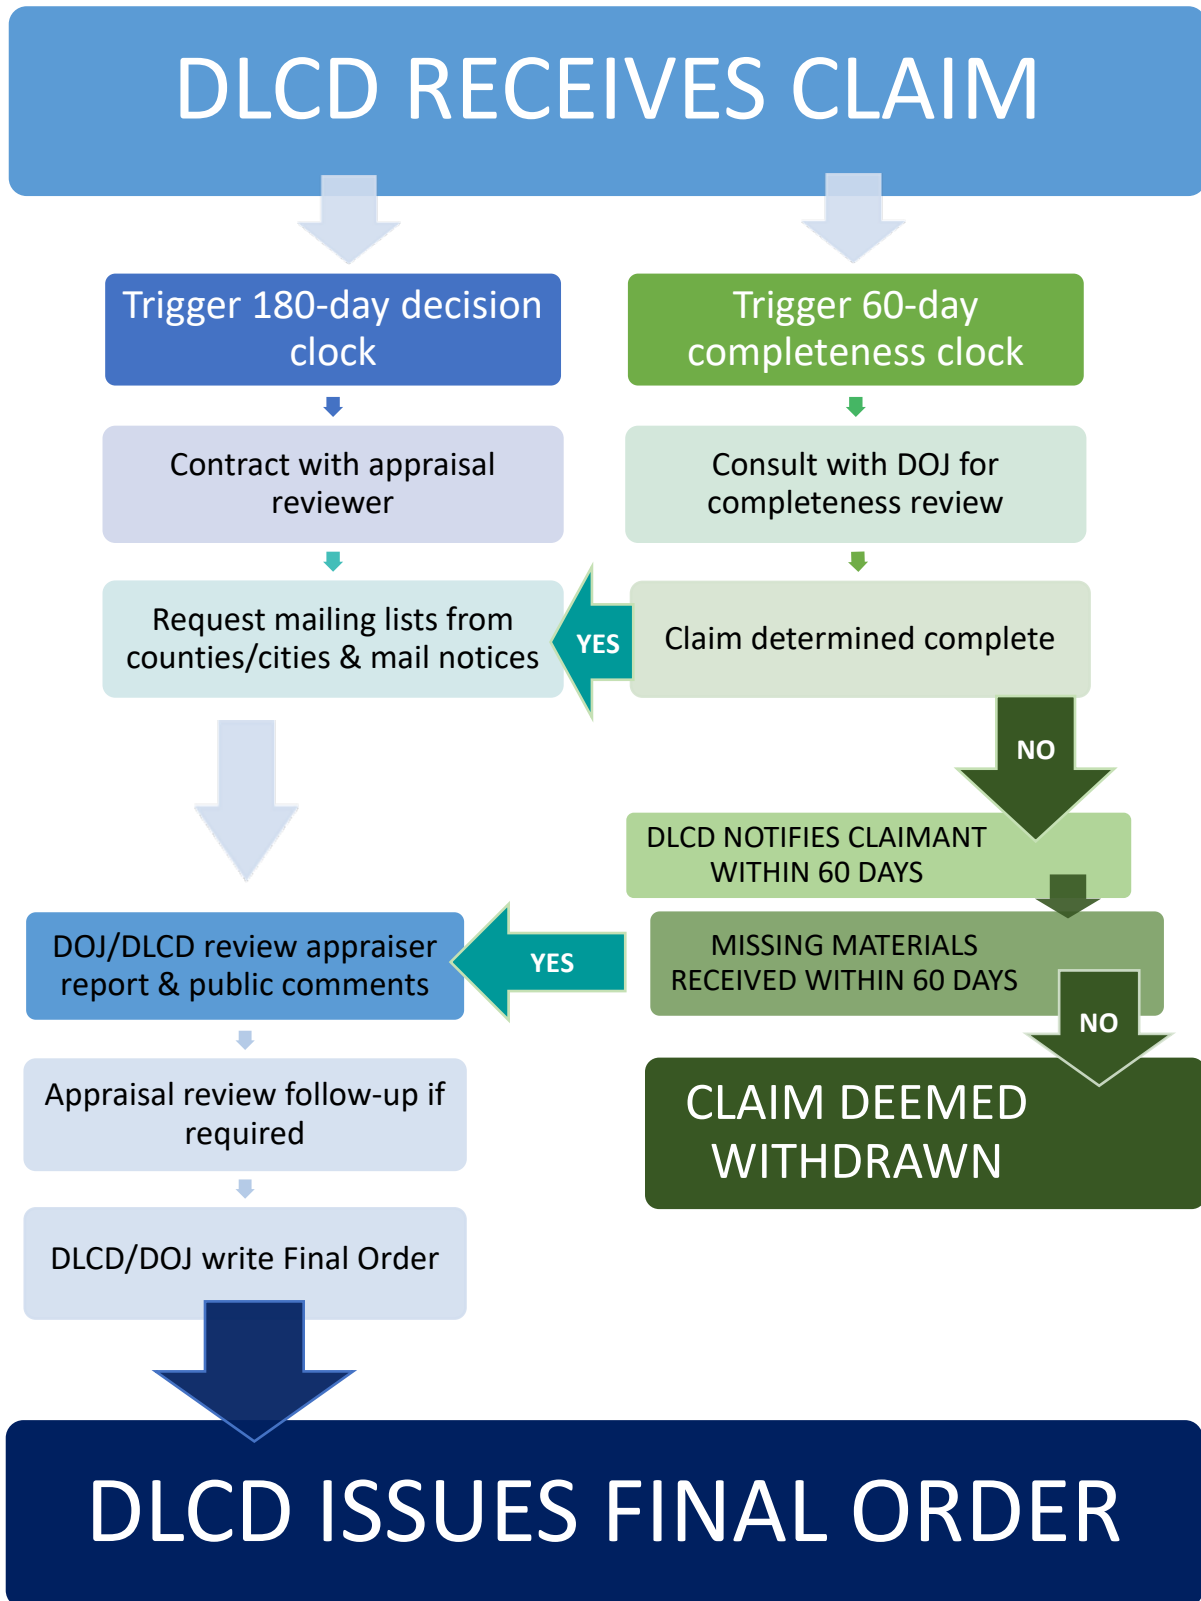 DLCD RECEIVES CLAIM
Trigger 180-day decision
clock
Trigger 60-day
completeness clock
Contract with appraisal
reviewer
Consult with DOJ for
completeness review
Request mailing lists from
counties/cities & mail notices
YES
Claim determined complete
NO
DLCD NOTIFIES CLAIMANT
WITHIN 60 DAYS
DOJ/DLCD review appraiser
report & public comments
YES
MISSING MATERIALS
RECEIVED WITHIN 60 DAYS
NO
Appraisal review follow-up if
required
CLAIM DEEMED
WITHDRAWN
DLCD/DOJ write Final Order
DLCD ISSUES FINAL ORDER